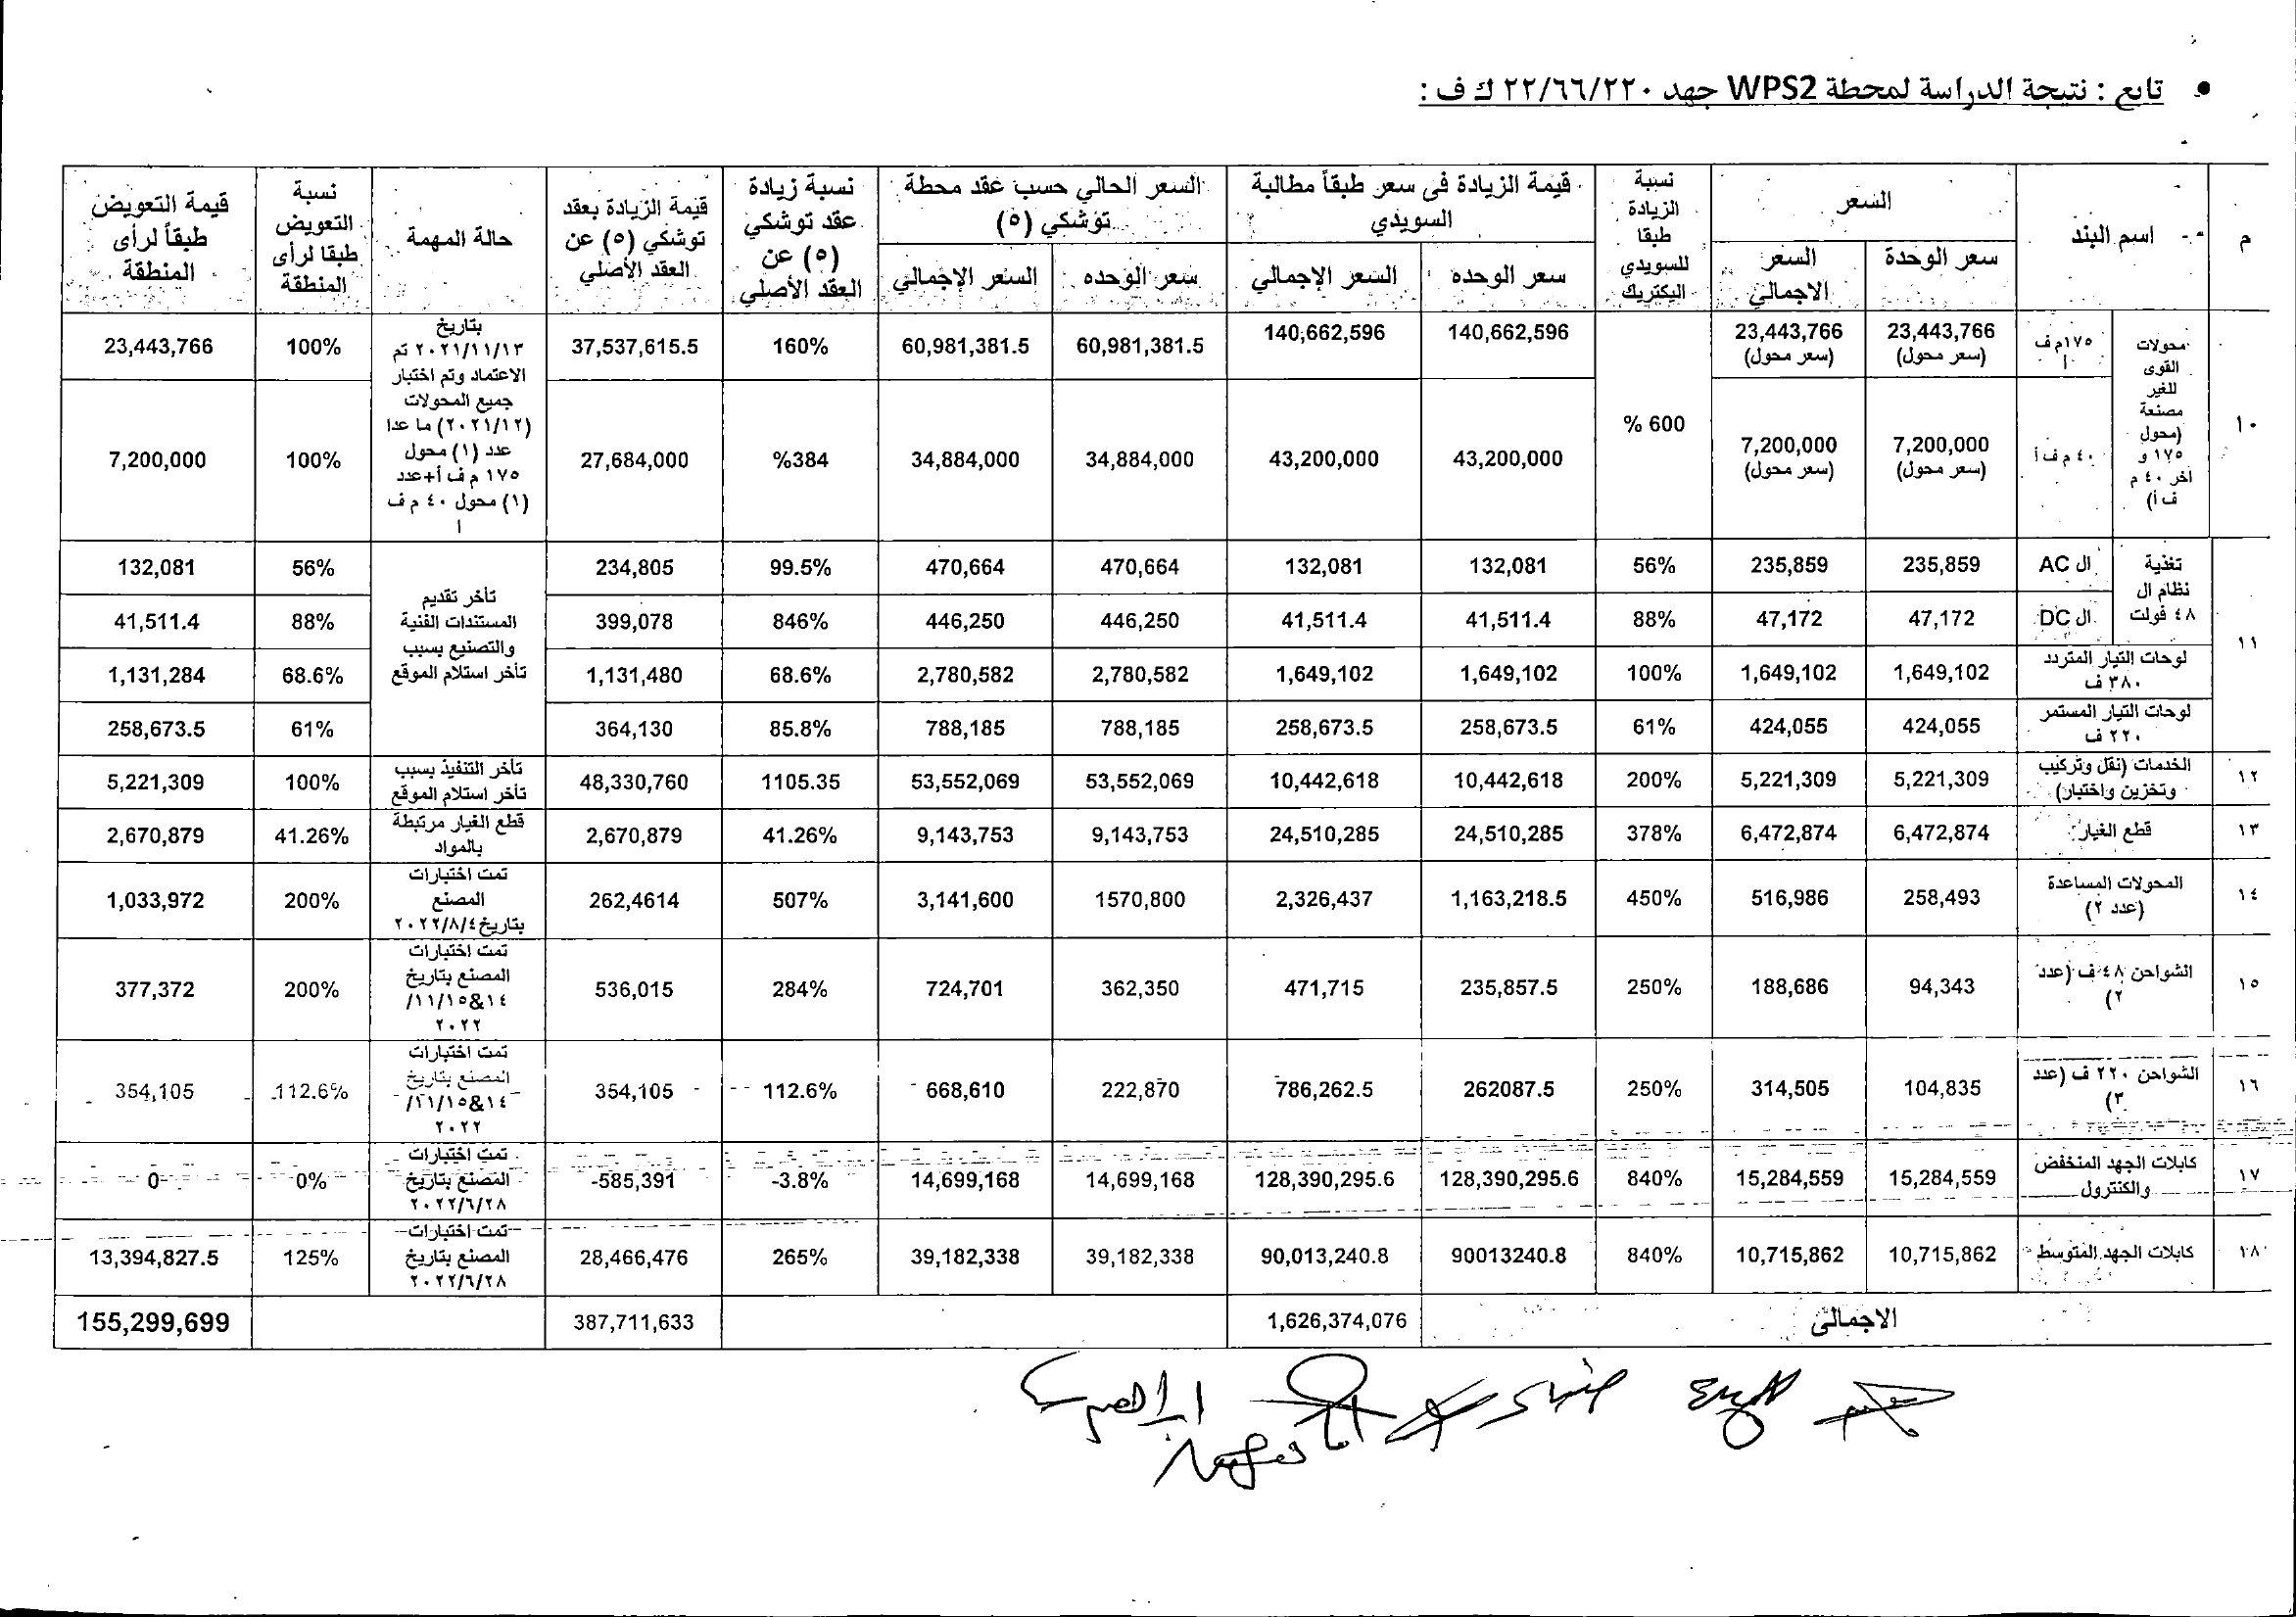 • تابع : نتيجة الدراسة لمحطة WPS2 جهد ٢٢/٦٦/٢٢٠ ك ف :
م | اسم البند | السعر | نسبة الزيادة طبقا للسويدي اليكتريك | قيمة الزيادة فى سعر طبقاً مطالبة السويدي | السعر الحالي حسب عقد محطة توشكي (٥) | نسبة زيادة عقد توشكي (٥) عن العقد الأصلي | قيمة الزيادة بعقد توشكي (٥) عن العقد الأصلي | حالة المهمة | نسبة التعويض طبقا لرأى المنطقة | قيمة التعويض طبقاً لرأى المنطقة
سعر الوحدة | السعر الاجمالي | سعر الوحده | السعر الإجمالي | سعر الوحده | السعر الإجمالي
١٠ | محولات القوى للغير مصنعة (محول ١٧٥ و اخر ٤٠ م ف أ) | ١٧٥م ف ا | 23,443,766 (سعر محول) | 23,443,766 (سعر محول) | % 600 | 140,662,596 | 140,662,596 | 60,981,381.5 | 60,981,381.5 | 160% | 37,537,615.5 | بتاريخ ٢٠٢١/١١/١٣ تم الاعتماد وتم اختبار جميع المحولات (٢٠٢١/١٢) ما عدا عدد (١) محول ١٧٥ م ف أ+عدد (١) محول ٤٠ م ف ا | 100% | 23,443,766
٤٠ م ف أ | 7,200,000 (سعر محول) | 7,200,000 (سعر محول) | 43,200,000 | 43,200,000 | 34,884,000 | 34,884,000 | %384 | 27,684,000 | 100% | 7,200,000
١١ | تغذية نظام ال ٤٨ فولت | ال AC | 235,859 | 235,859 | 56% | 132,081 | 132,081 | 470,664 | 470,664 | 99.5% | 234,805 | تأخر تقديم المستندات الفنية والتصنيع بسبب تأخر استلام الموقع | 56% | 132,081
ال DC | 47,172 | 47,172 | 88% | 41,511.4 | 41,511.4 | 446,250 | 446,250 | 846% | 399,078 | 88% | 41,511.4
لوحات التيار المتردد ٣٨٠ ف | 1,649,102 | 1,649,102 | 100% | 1,649,102 | 1,649,102 | 2,780,582 | 2,780,582 | 68.6% | 1,131,480 | 68.6% | 1,131,284
لوحات التيار المستمر ٢٢٠ ف | 424,055 | 424,055 | 61% | 258,673.5 | 258,673.5 | 788,185 | 788,185 | 85.8% | 364,130 | 61% | 258,673.5
١٢ | الخدمات (نقل وتركيب وتخزين واختبار) | 5,221,309 | 5,221,309 | 200% | 10,442,618 | 10,442,618 | 53,552,069 | 53,552,069 | 1105.35 | 48,330,760 | تأخر التنفيذ بسبب تأخر استلام الموقع | 100% | 5,221,309
١٣ | قطع الغيار | 6,472,874 | 6,472,874 | 378% | 24,510,285 | 24,510,285 | 9,143,753 | 9,143,753 | 41.26% | 2,670,879 | قطع الغيار مرتبطة بالمواد | 41.26% | 2,670,879
١٤ | المحولات المساعدة (عدد ٢) | 258,493 | 516,986 | 450% | 1,163,218.5 | 2,326,437 | 1570,800 | 3,141,600 | 507% | 262,4614 | تمت اختبارات المصنع بتاريخ٢٠٢٢/٨/٤ | 200% | 1,033,972
١٥ | الشواحن ٤٨ ف (عدد ٢) | 94,343 | 188,686 | 250% | 235,857.5 | 471,715 | 362,350 | 724,701 | 284% | 536,015 | تمت اختبارات المصنع بتاريخ ١٤&١١/١٥/ ٢٠٢٢ | 200% | 377,372
١٦ | الشواحن ٢٢٠ ف (عدد ٣) | 104,835 | 314,505 | 250% | 262087.5 | 786,262.5 | 222,870 | 668,610 | 112.6% | 354,105 | تمت اختبارات المصنع بتاريخ ١٤&١١/١٥/ ٢٠٢٢ | 112.6% | 354,105
١٧ | كابلات الجهد المنخفض والكنترول | 15,284,559 | 15,284,559 | 840% | 128,390,295.6 | 128,390,295.6 | 14,699,168 | 14,699,168 | -3.8% | -585,391 | تمت اختبارات المصنع بتاريخ ٢٠٢٢/٦/٢٨ | 0% | 0
١٨ | كابلات الجهد المتوسط | 10,715,862 | 10,715,862 | 840% | 90013240.8 | 90,013,240.8 | 39,182,338 | 39,182,338 | 265% | 28,466,476 | تمت اختبارات المصنع بتاريخ ٢٠٢٢/٦/٢٨ | 125% | 13,394,827.5
الاجمالى | 1,626,374,076 | 387,711,633 | 155,299,699